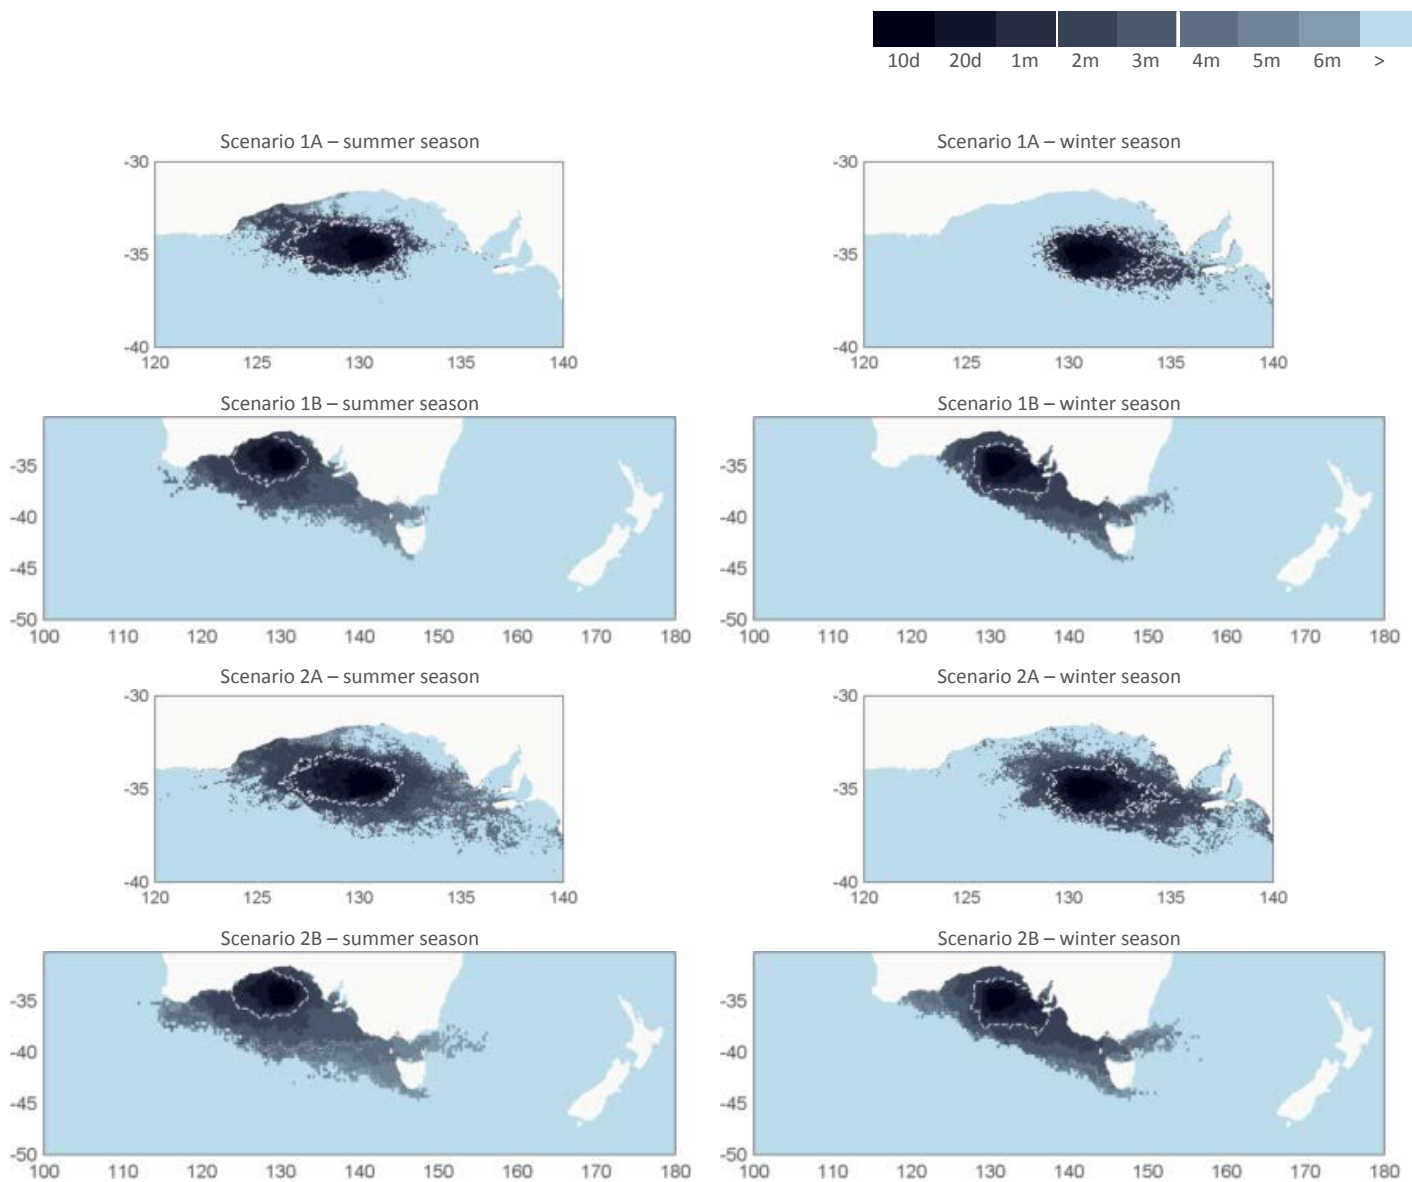 10d 20d 1m 2m 3m 4m 5m 6m >
Scenario 1A – summer season
Scenario 1A – winter season
-30
-35
-40
120 125 130 135 140
-30
-35
-40
120 125 130 135 140
Scenario 1B – summer season
Scenario 1B – winter season
-35
-40
-45
-50
100 110 120 130 140 150 160 170 180
-35
-40
-45
-50
100 110 120 130 140 150 160 170 180
Scenario 2A – summer season
Scenario 2A – winter season
-30
-35
-40
120 125 130 135 140
-30
-35
-40
120 125 130 135 140
Scenario 2B – summer season
Scenario 2B – winter season
-35
-40
-45
-50
100 110 120 130 140 150 160 170 180
-35
-40
-45
-50
100 110 120 130 140 150 160 170 180